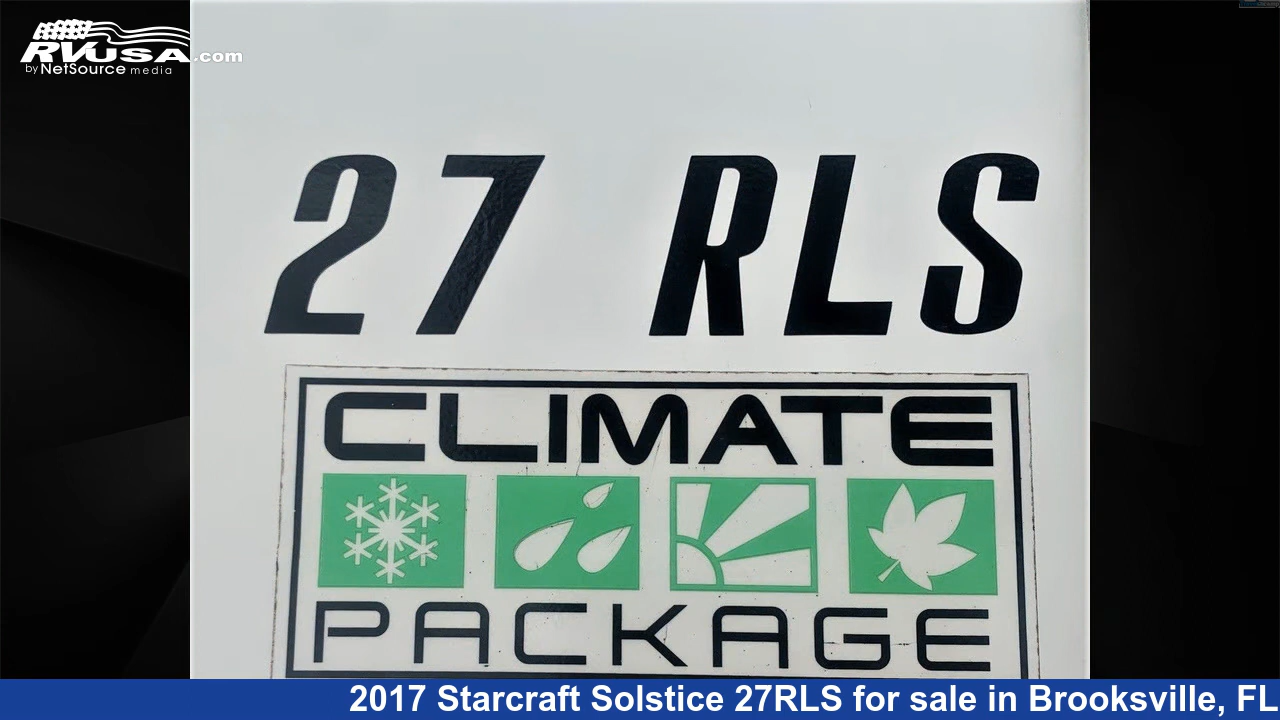 RVUSA.com
by NetSource media
27 RLS
CLIMATE
PACKAGE
2017 Starcraft Solstice 27RLS for sale in Brooksville, FL